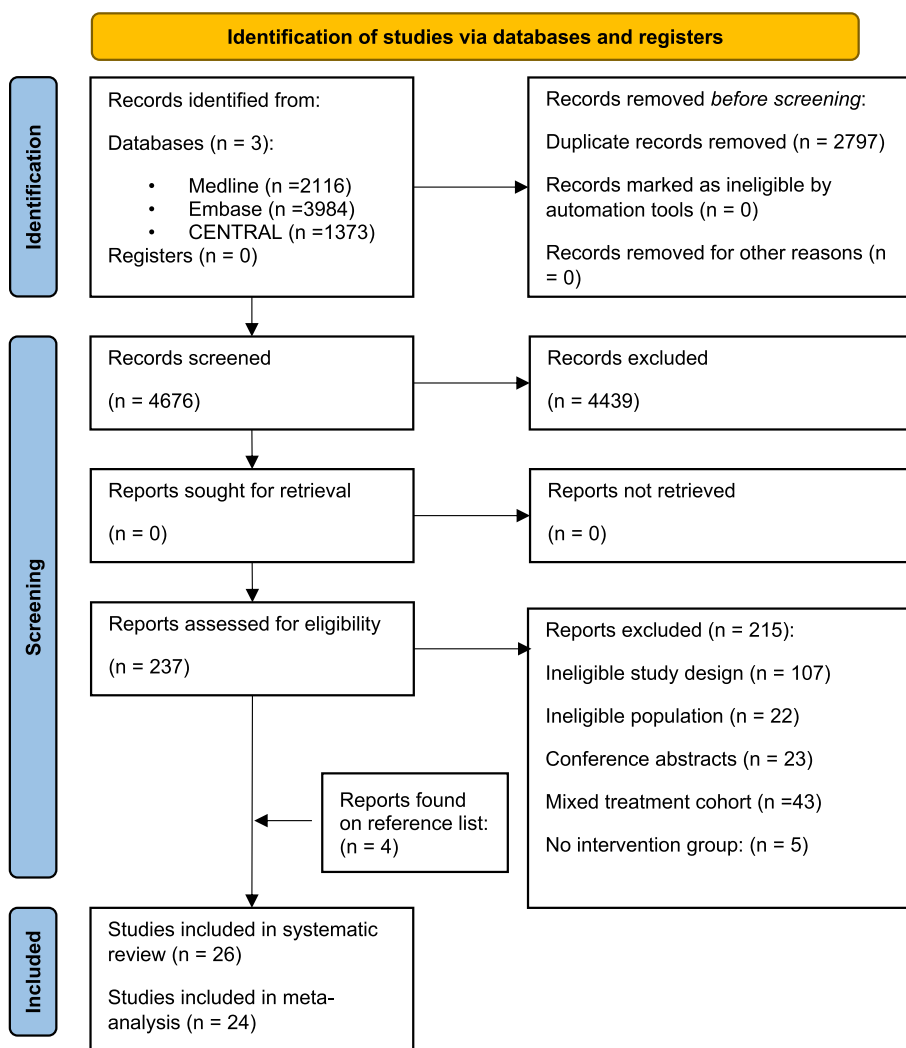 Identification of studies via databases and registers
Identification
Records identified from:
Databases (n = 3):
• Medline (n =2116)
• Embase (n =3984)
• CENTRAL (n =1373)
Registers (n = 0)
Records removed before screening:
Duplicate records removed (n = 2797)
Records marked as ineligible by
automation tools (n = 0)
Records removed for other reasons (n
= 0)
Screening
Records screened
(n = 4676)
Records excluded
(n = 4439)
Reports sought for retrieval
(n = 0)
Reports not retrieved
(n = 0)
Reports assessed for eligibility
(n = 237)
Reports excluded (n = 215):
Ineligible study design (n = 107)
Ineligible population (n = 22)
Conference abstracts (n = 23)
Mixed treatment cohort (n =43)
No intervention group: (n = 5)
Reports found
on reference list:
(n = 4)
Included
Studies included in systematic
review (n = 26)
Studies included in meta-
analysis (n = 24)